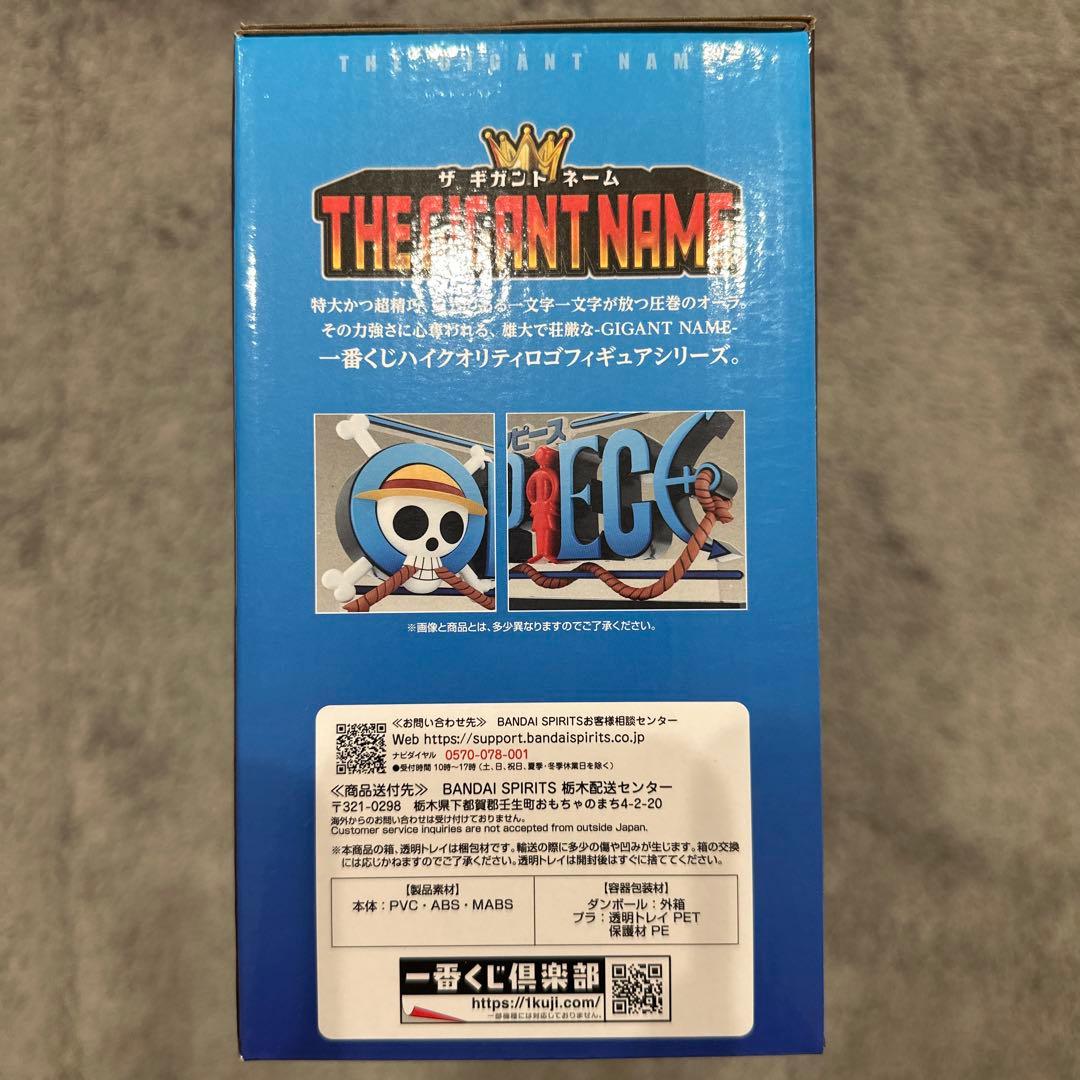 THE GIGANT NAME
ザ ギガント ネーム
THE GIGANT NAME
特大かつ超精巧、 ある一文字一文字が放つ圧巻のオーラ。
その力強さに心奪われる、雄大で荘厳な-GIGANT NAME-
一番くじハイクオリティロゴフィギュアシリーズ。
ピース
PIECE
※画像と商品とは、多少異なりますのでご了承ください。
≪お問い合わせ先≫ BANDAI SPIRITSお客様相談センター
Web https://support.bandaispirits.co.jp
ナビダイヤル 0570-078-001
●受付時間 10時〜17時（土、日、祝日、夏季・冬季休業日を除く）
≪商品送付先≫ BANDAI SPIRITS 栃木配送センター
〒321-0298 栃木県下都賀郡壬生町おもちゃのまち4-2-20
海外からのお問い合わせは受け付けておりません。
Customer service inquiries are not accepted from outside Japan.
※本商品の箱、透明トレイは梱包材です。輸送の際に多少の傷や凹みが生じます。箱の交換
には応じかねますのでご了承ください。透明トレイは開封後はすぐに捨ててください。
【製品素材】
本体：PVC・ABS・MABS
【容器包装材】
ダンボール：外箱
プラ：透明トレイ PET
保護材 PE
一番くじ倶楽部
https://1kuji.com/
一部機種には対応しておりません。